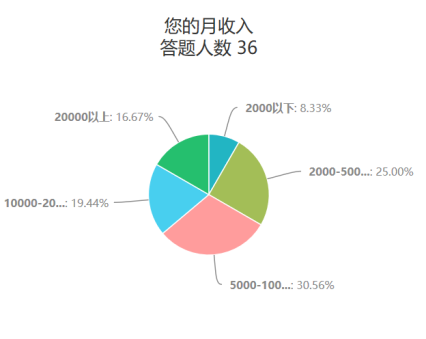 您的月收入
答题人数 36
20000以上: 16.67%
2000以下: 8.33%
2000-500...: 25.00%
10000-20...: 19.44%
5000-100...: 30.56%